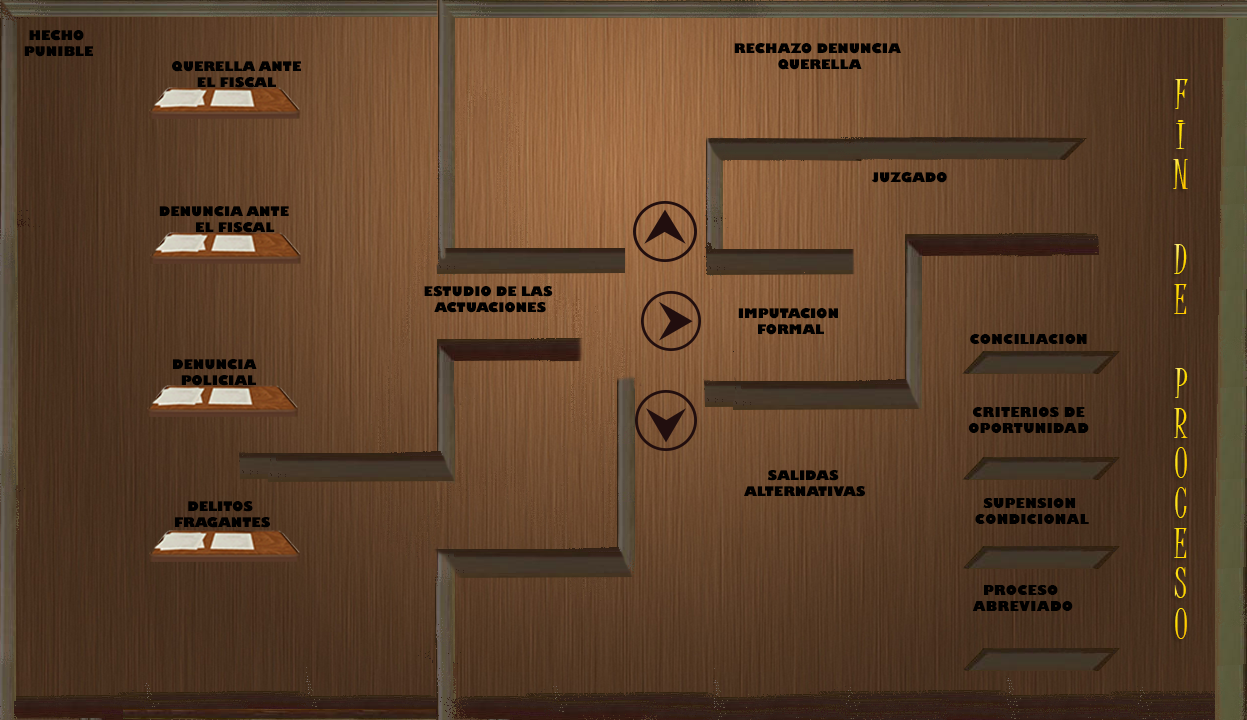 HECHO
PUNIBLE
QUERELLA ANTE
EL FISCAL
DENUNCIA ANTE
EL FISCAL
DENUNCIA
POLICIAL
DELITOS
FRAGANTES
ESTUDIO DE LAS
ACTUACIONES
RECHAZO DENUNCIA
QUERELLA
JUZGADO
IMPUTACION
FORMAL
SALIDAS
ALTERNATIVAS
CONCILIACION
CRITERIOS DE
OPORTUNIDAD
SUPENSION
CONDICIONAL
PROCESO
ABREVIADO
FIN DE PROCESO